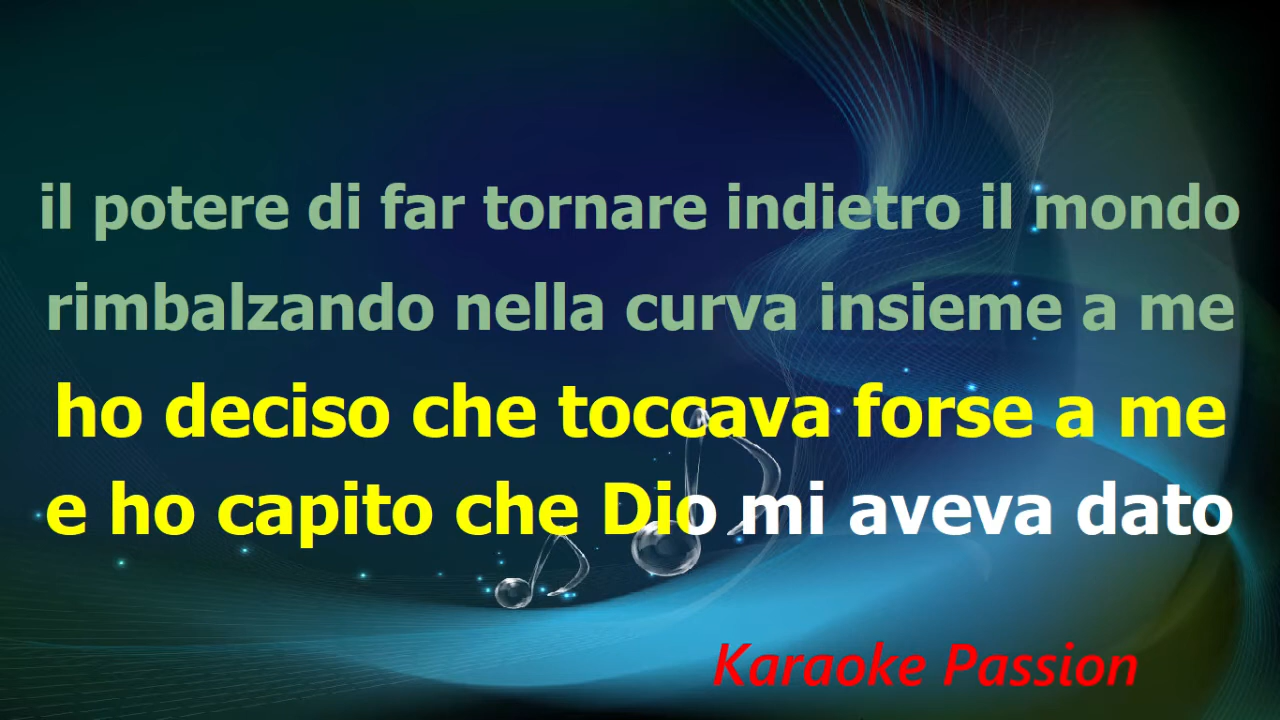 il potere di far tornare indietro il mondo
rimbalzando nella curva insieme a me
ho deciso che toccava forse a me
e ho capito che Dio mi aveva dato
Karaoke Passion